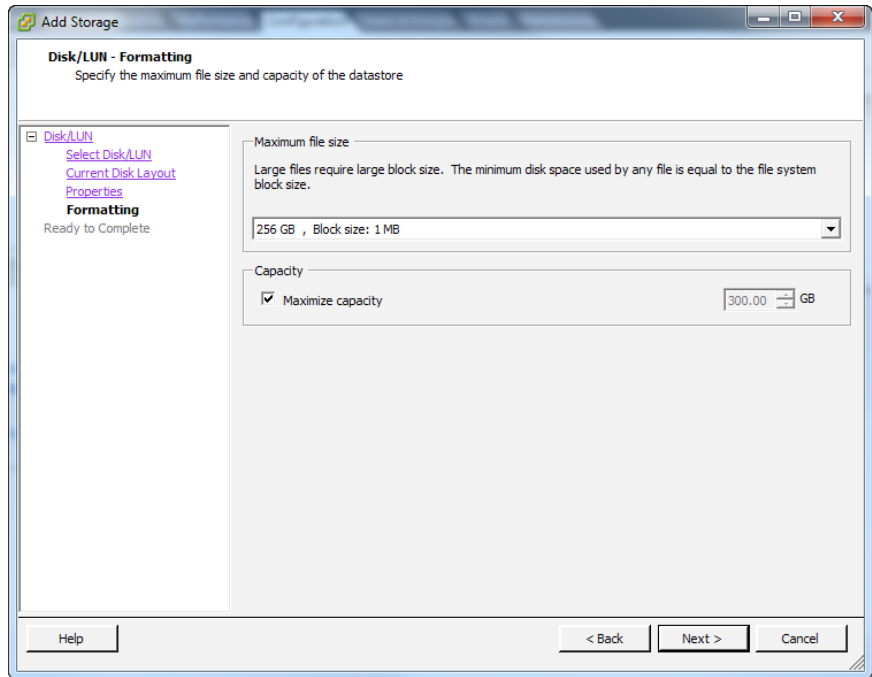 Add Storage
Disk/LUN - Formatting
Specify the maximum file size and capacity of the datastore
Disk/LUN
Select Disk/LUN
Current Disk Layout
Properties
Formatting
Ready to Complete
Maximum file size
Large files require large block size. The minimum disk space used by any file is equal to the file system
block size.
256 GB , Block size: 1 MB
Capacity
Maximize capacity
300.00 GB
Help
< Back
Next >
Cancel